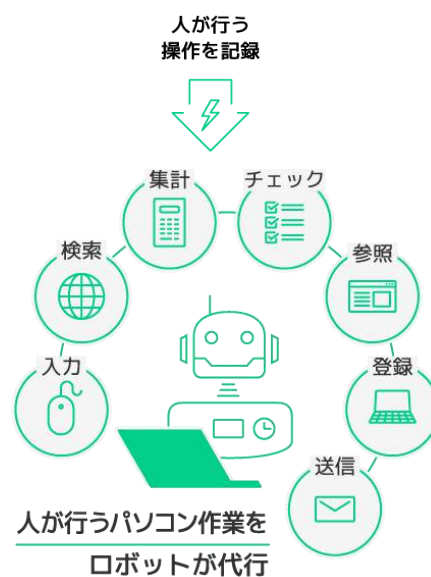 人が行う
操作を記録
集計
チェック
検索
参照
入力
登録
送信
人が行うパソコン作業を
ロボットが代行